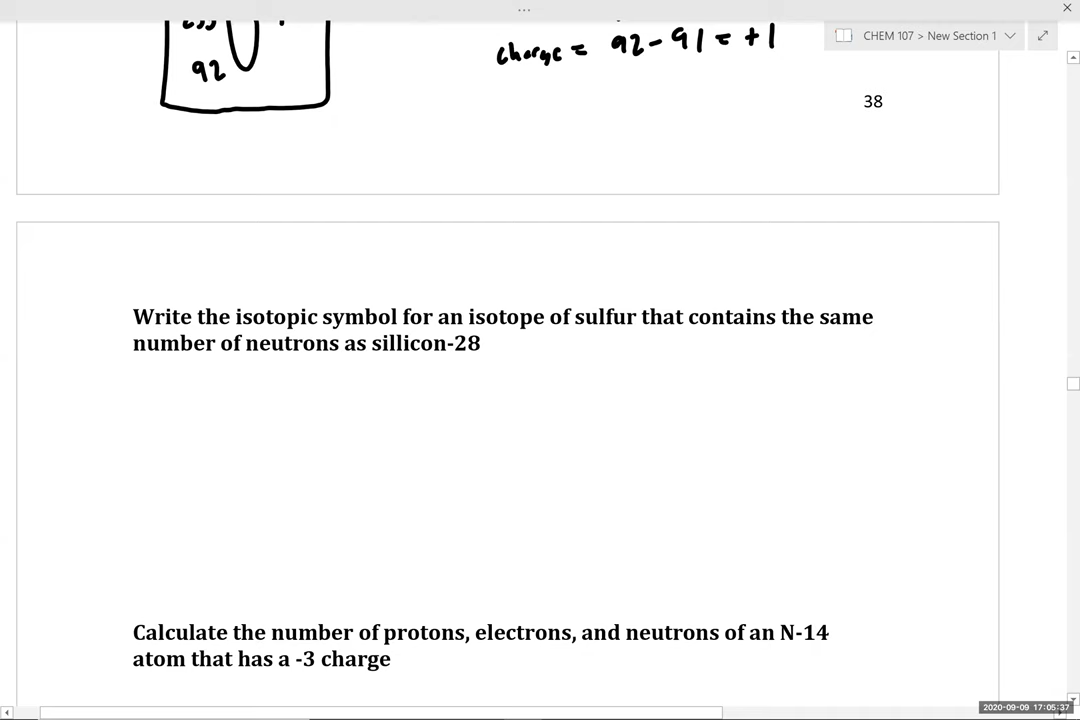 ...
CHEM 107 > New Section 1
92
charge = 92 - 91 = +1
38
Write the isotopic symbol for an isotope of sulfur that contains the same
number of neutrons as sillicon-28
Calculate the number of protons, electrons, and neutrons of an N-14
atom that has a -3 charge
2020-09-09 17:05:37